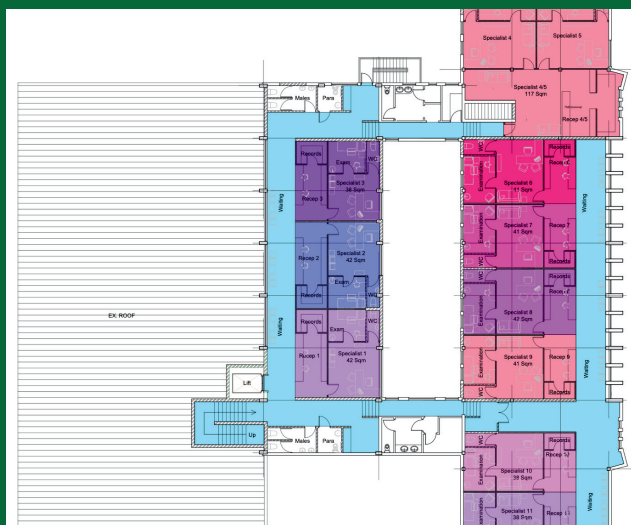 Specialist 4
Specialist 5
Specialist 4/5
117 Sqm
Recep 4/5
Males
Para
Waiting
Records
Exam
WC
Specialist 3
38 Sqm
Recep 3
Recep 2
Specialist 2
42 Sqm
Records
Exam
WC
Waiting
Records
Exam
WC
Recep 1
Specialist 1
42 Sqm
EX. ROOF
Lift
Up
Males
Para
WC
Records
Examination
Specialist 6
41 Sqm
Waiting
Examination
Specialist 7
41 Sqm
Recep 7
WC
Records
WC
Records
Examination
Specialist 8
42 Sqm
Examination
Specialist 9
41 Sqm
Recep 9
WC
Records
Waiting
WC
Records
Examination
Specialist 10
39 Sqm
Waiting
Specialist 11
38 Sqm